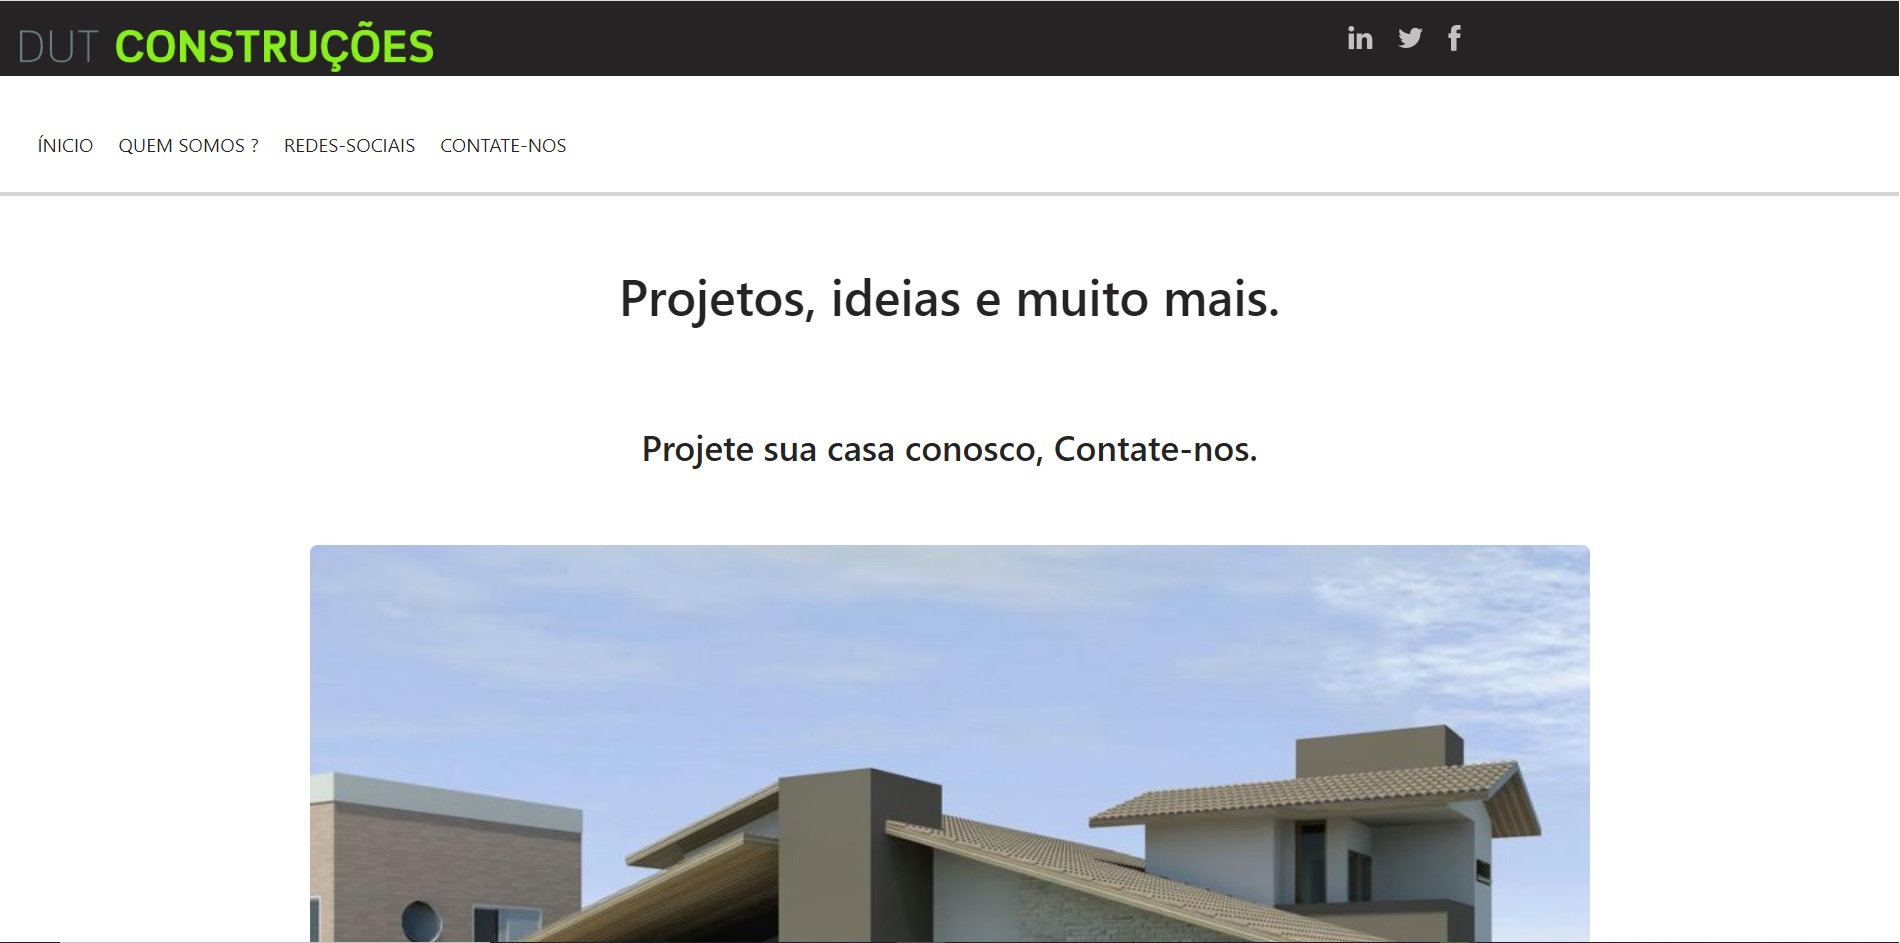 DUT CONSTRUÇÕES
ÍNICIO QUEM SOMOS ? REDES-SOCIAIS CONTATE-NOS
Projetos, ideias e muito mais.
Projete sua casa conosco, Contate-nos.